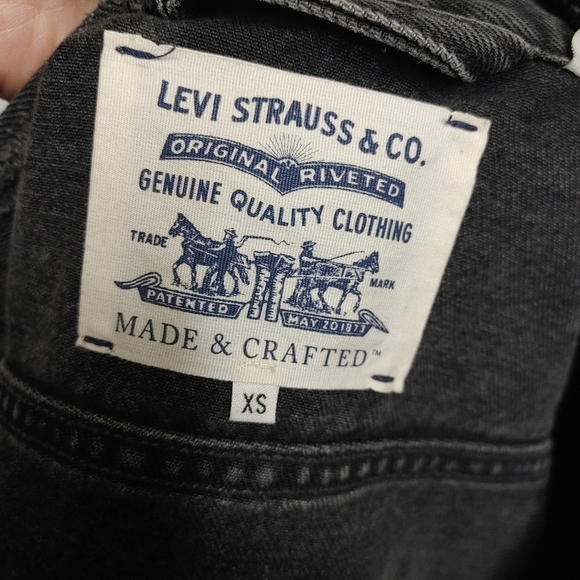 LEVI STRAUSS & CO.
ORIGINAL RIVETED
GENUINE QUALITY CLOTHING
TRADE MARK
PATENTED MAY 20 1873
MADE & CRAFTED™
XS